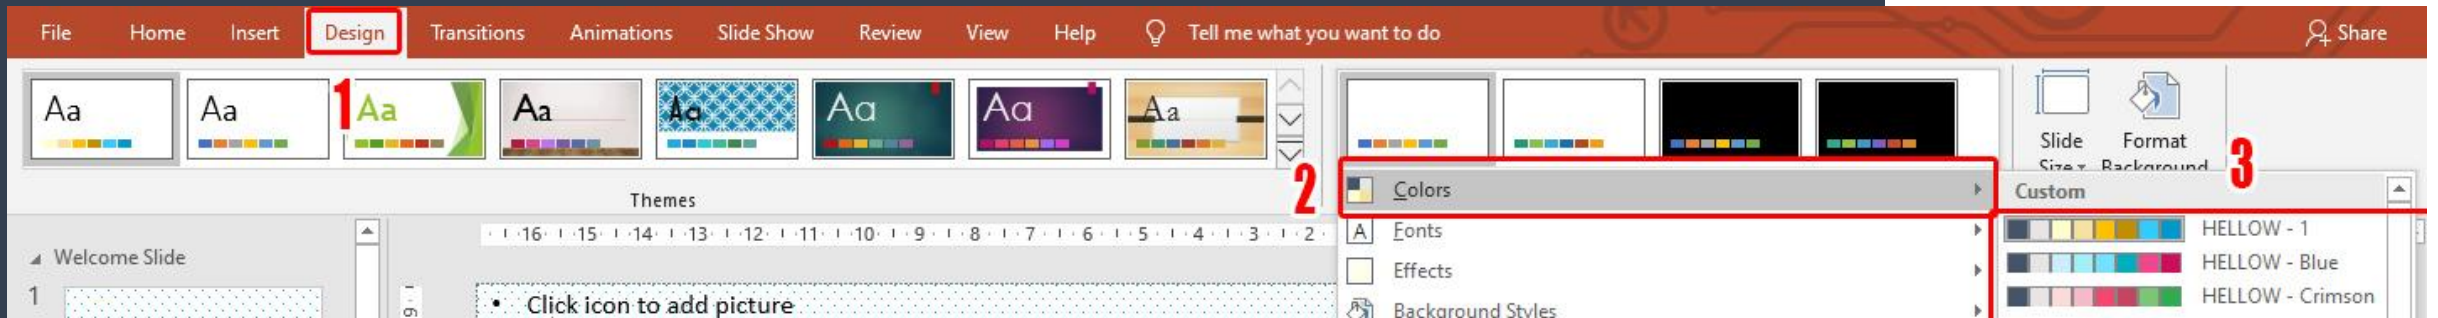 File Home Insert Design Transitions Animations Slide Show Review View Help Tell me what you want to do Share
1
Aa Aa Aa Aa Aa Aa Aa Aa
Slide Size Format Background
Themes
2
Colors
Fonts
Effects
Background Styles
3
Custom
HELLOW - 1
HELLOW - Blue
HELLOW - Crimson
16 15 14 13 12 11 10 9 8 7 6 5 4 3 2
Welcome Slide
1
9
• Click icon to add picture